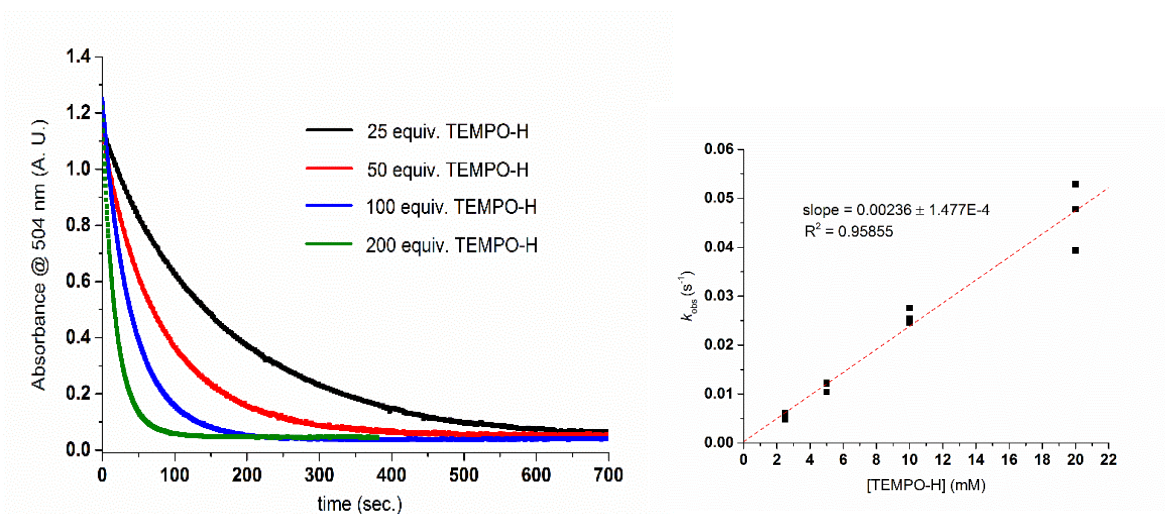 1.4
1.2
1.0
0.8
0.6
0.4
0.2
0.0
Absorbance @ 504 nm (A. U.)
25 equiv. TEMPO-H
50 equiv. TEMPO-H
100 equiv. TEMPO-H
200 equiv. TEMPO-H
0 100 200 300 400 500 600 700
time (sec.)
0.06
0.05
0.04
0.03
0.02
0.01
0.00
kobs (s-1)
slope = 0.00236 ± 1.477E-4
R2 = 0.95855
0 2 4 6 8 10 12 14 16 18 20 22
[TEMPO-H] (mM)